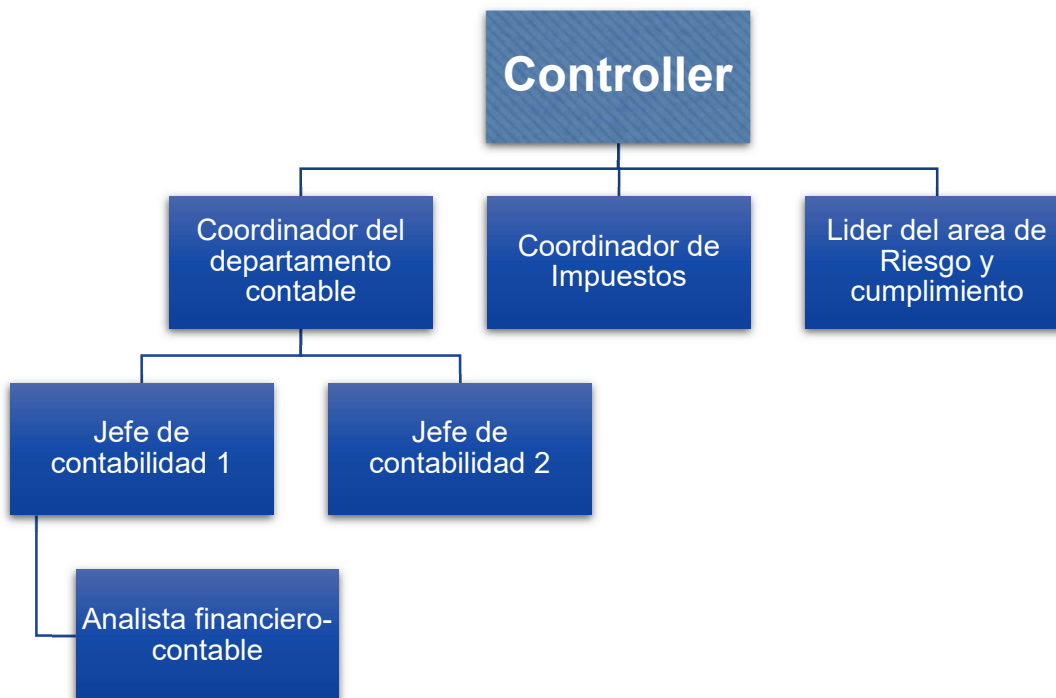 Controller
Coordinador del
departamento
contable
Coordinador de
Impuestos
Lider del area de
Riesgo y
cumplimiento
Jefe de
contabilidad 1
Jefe de
contabilidad 2
Analista financiero-
contable